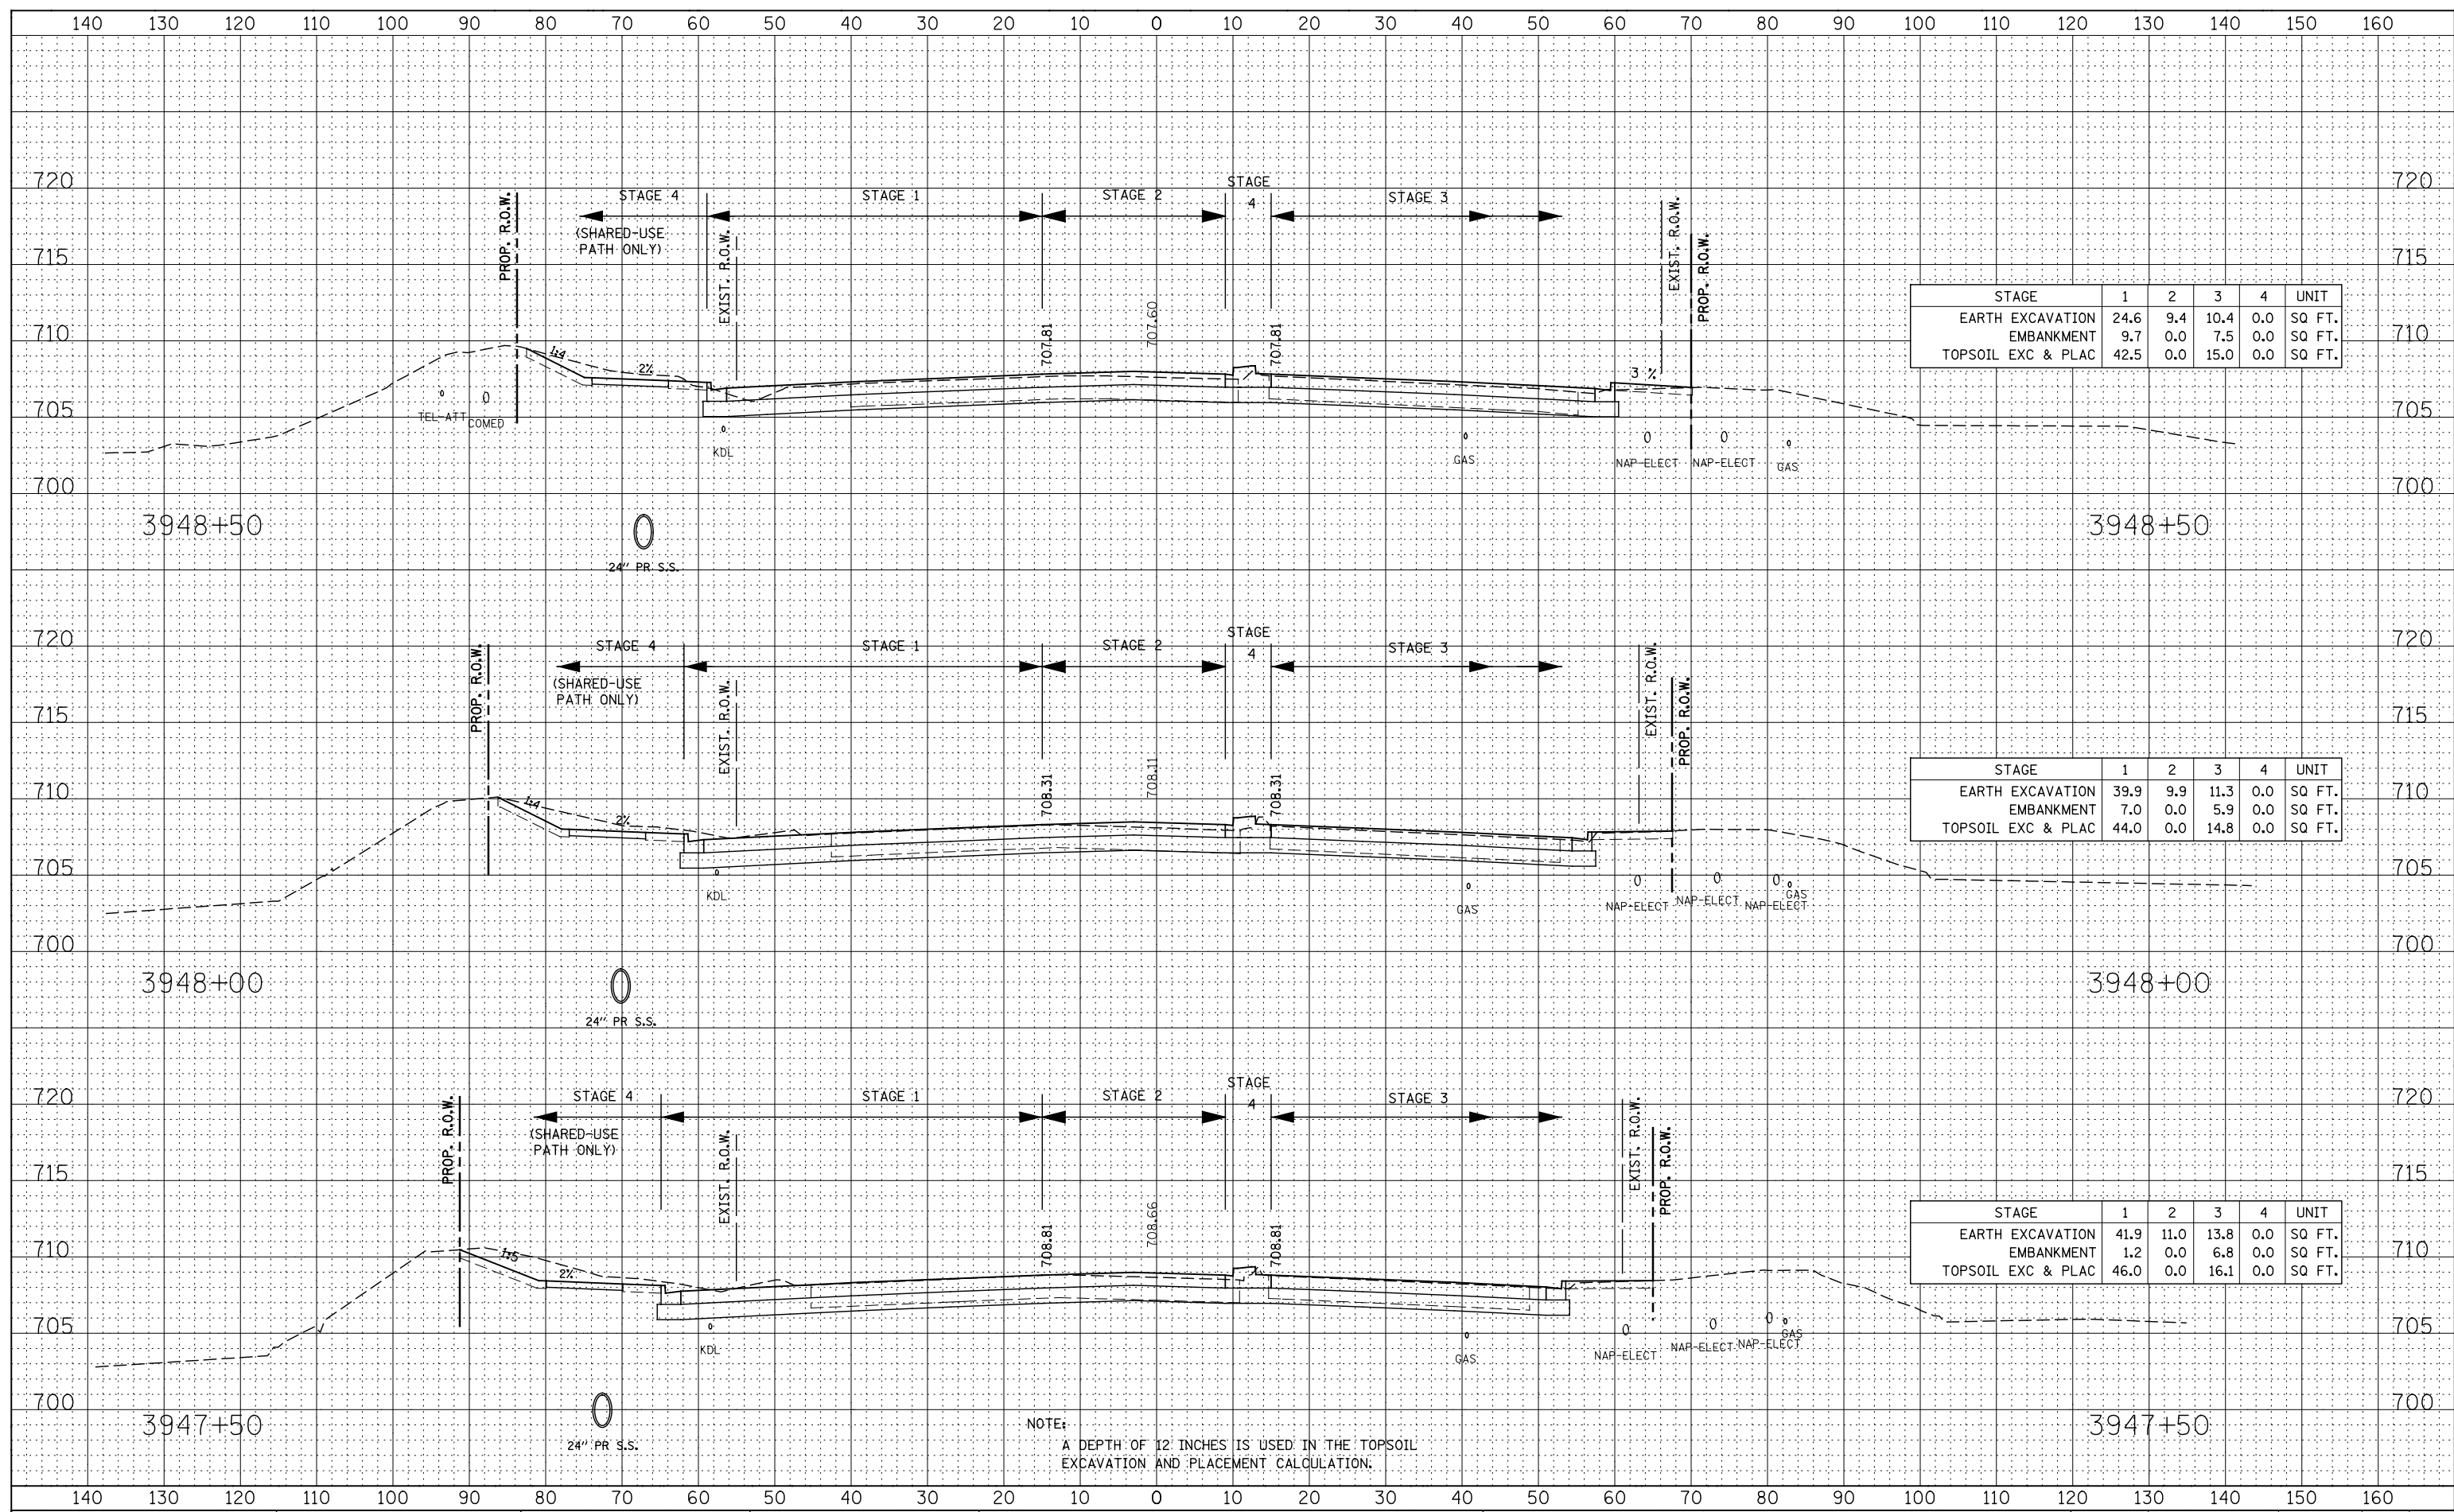 140 130 120 110 100 90 80 70 60 50 40 30 20 10 0 10 20 30 40 50 60 70 80 90 100 110 120 130 140 150 160
720 720
STAGE 4 STAGE 1 STAGE 2 STAGE 4 STAGE 3
(SHARED-USE
PATH ONLY)
PROP. R.O.W.
EXIST. R.O.W.
EXIST. R.O.W.
PROP. R.O.W.
715 715
710 710
707.81
707.60
707.81
1:4
2%
3 %
STAGE 1 2 3 4 UNIT
EARTH EXCAVATION 24.6 9.4 10.4 0.0 SQ FT.
EMBANKMENT 9.7 0.0 7.5 0.0 SQ FT.
TOPSOIL EXC & PLAC 42.5 0.0 15.0 0.0 SQ FT.
705 705
TEL-ATT COMED KDL GAS NAP-ELECT NAP-ELECT GAS
700 700
3948+50 3948+50
24" PR S.S.
720 720
STAGE 4 STAGE 1 STAGE 2 STAGE 4 STAGE 3
(SHARED-USE
PATH ONLY)
PROP. R.O.W.
EXIST. R.O.W.
EXIST. R.O.W.
PROP. R.O.W.
715 715
710 710
708.31
708.11
708.31
1:4
2%
STAGE 1 2 3 4 UNIT
EARTH EXCAVATION 39.9 9.9 11.3 0.0 SQ FT.
EMBANKMENT 7.0 0.0 5.9 0.0 SQ FT.
TOPSOIL EXC & PLAC 44.0 0.0 14.8 0.0 SQ FT.
705 705
KDL GAS NAP-ELECT NAP-ELECT NAP-ELECT GAS
700 700
3948+00 3948+00
24" PR S.S.
720 720
STAGE 4 STAGE 1 STAGE 2 STAGE 4 STAGE 3
(SHARED-USE
PATH ONLY)
PROP. R.O.W.
EXIST. R.O.W.
EXIST. R.O.W.
PROP. R.O.W.
715 715
710 710
708.81
708.66
708.81
1:5
2%
STAGE 1 2 3 4 UNIT
EARTH EXCAVATION 41.9 11.0 13.8 0.0 SQ FT.
EMBANKMENT 1.2 0.0 6.8 0.0 SQ FT.
TOPSOIL EXC & PLAC 46.0 0.0 16.1 0.0 SQ FT.
705 705
KDL GAS NAP-ELECT NAP-ELECT NAP-ELECT GAS
700 700
3947+50 3947+50
24" PR S.S.
NOTE:
A DEPTH OF 12 INCHES IS USED IN THE TOPSOIL
EXCAVATION AND PLACEMENT CALCULATION.
140 130 120 110 100 90 80 70 60 50 40 30 20 10 0 10 20 30 40 50 60 70 80 90 100 110 120 130 140 150 160